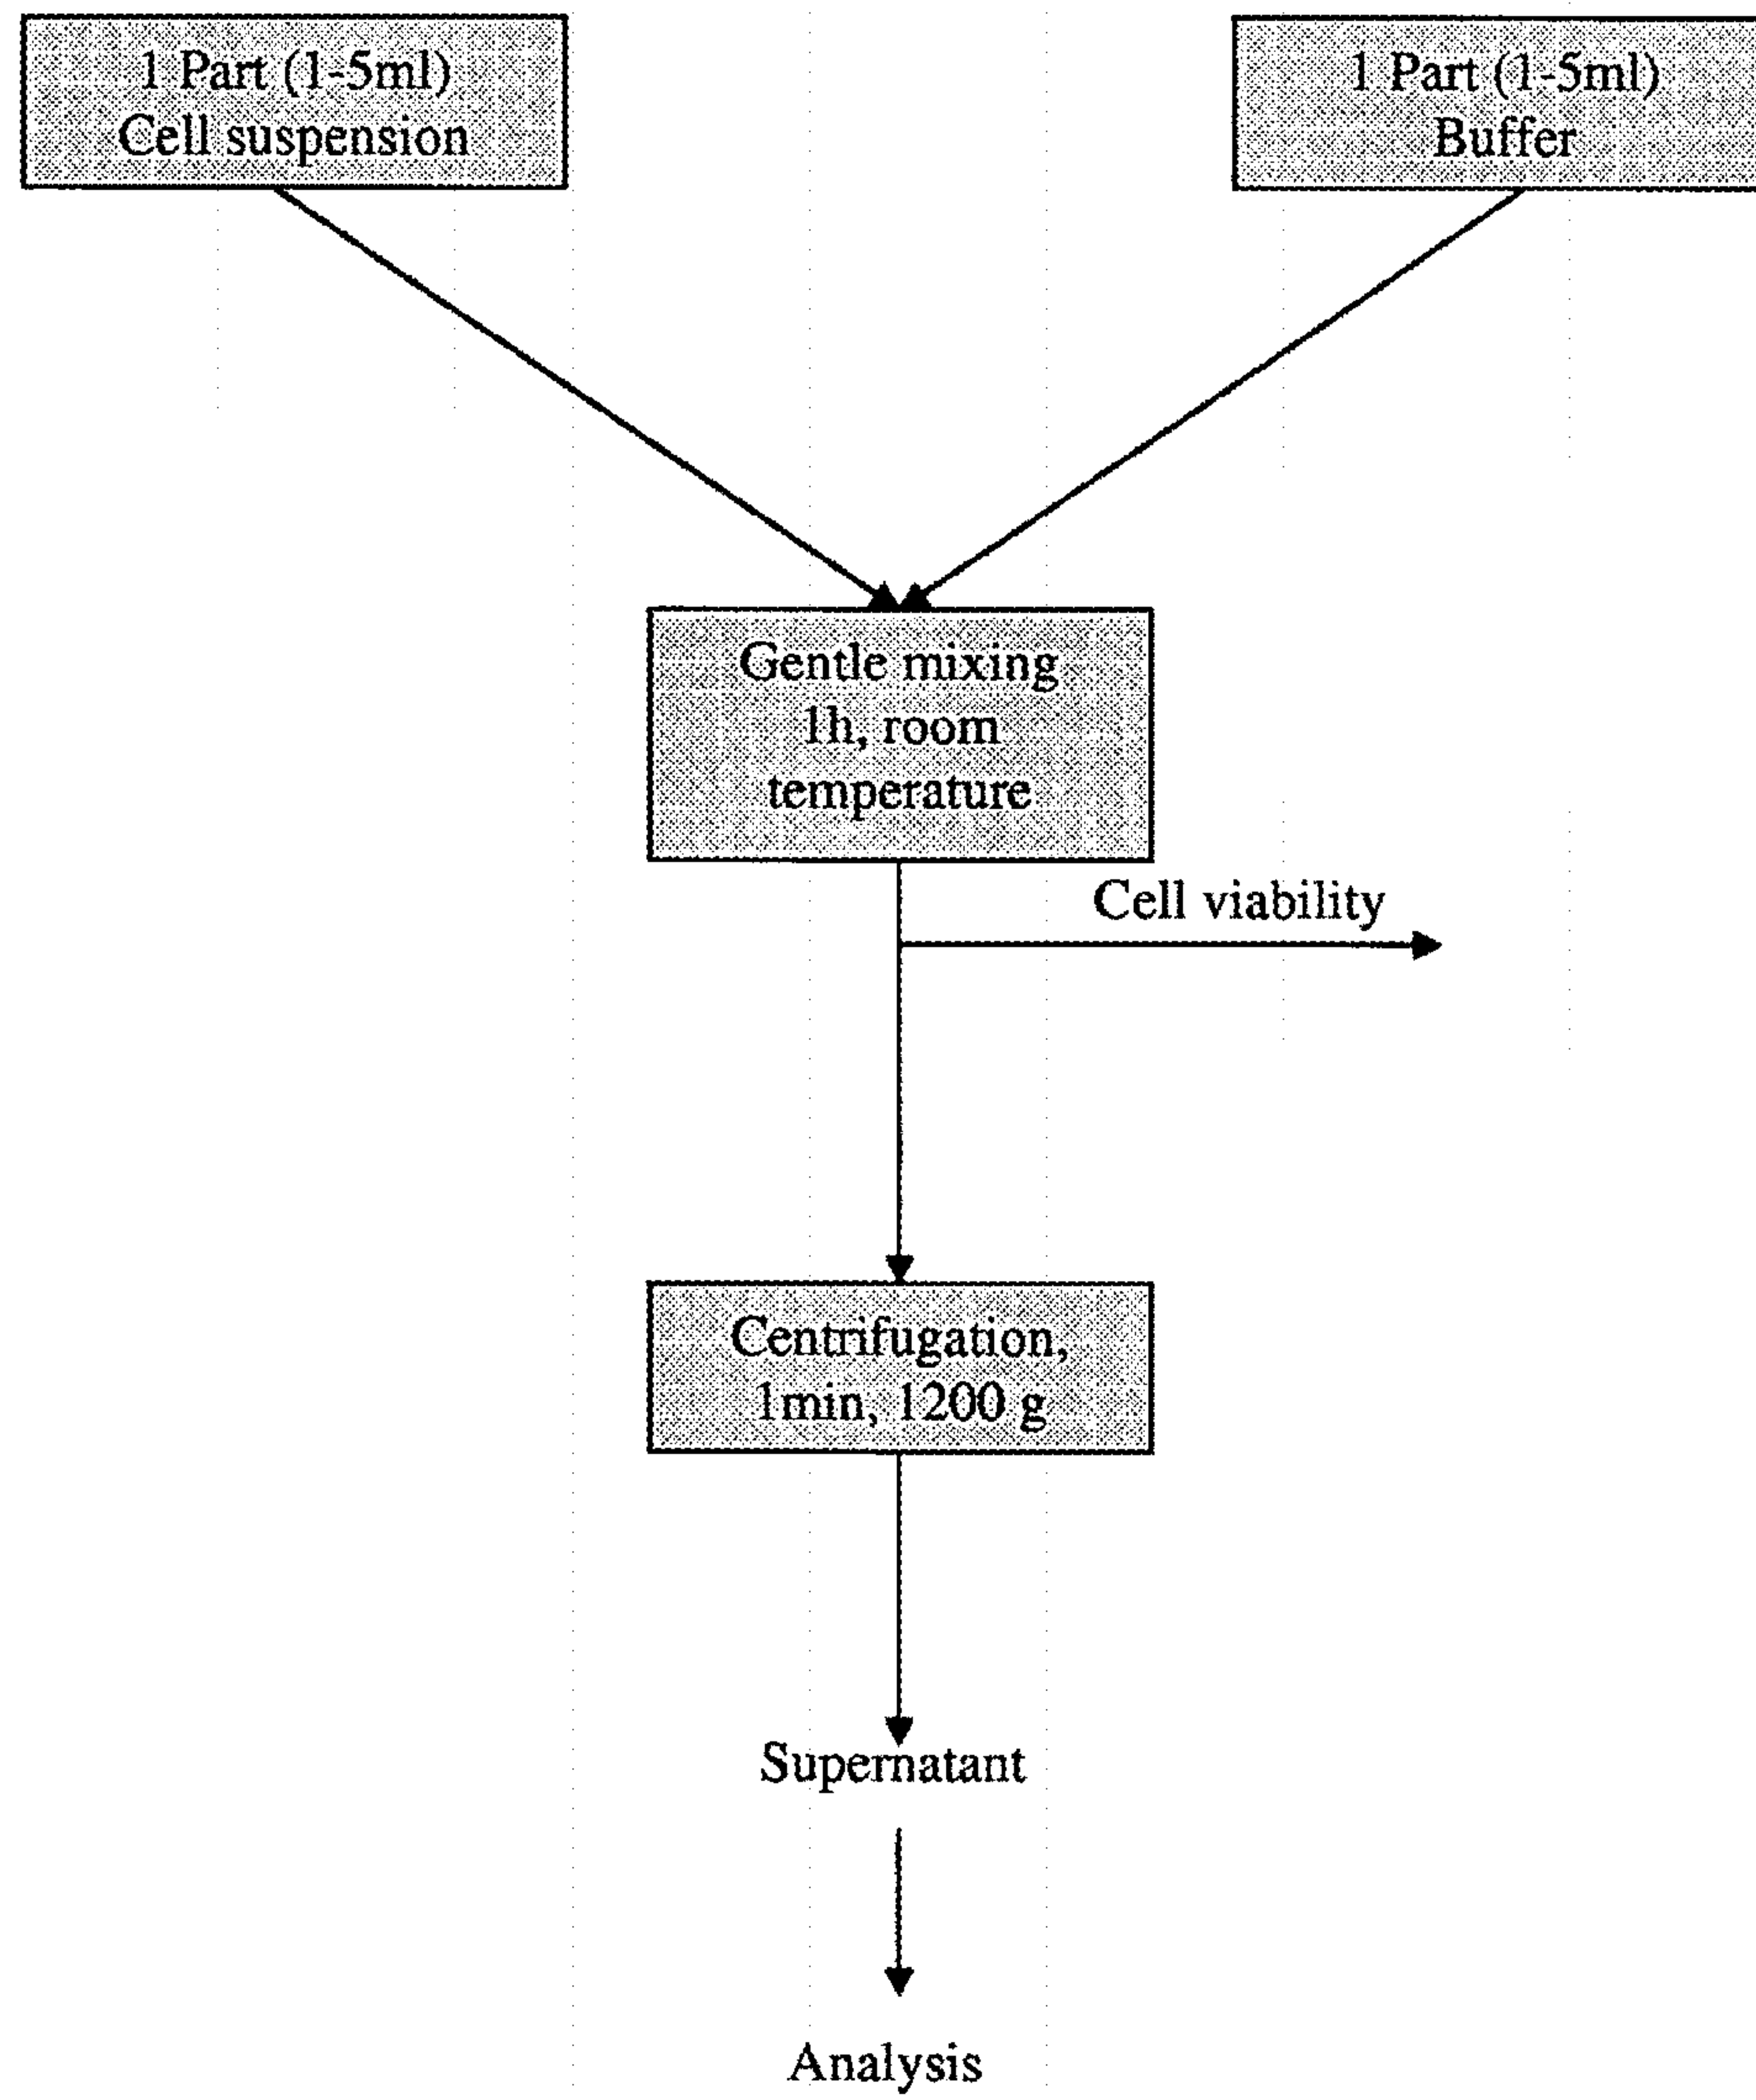 1 Part (1-5ml)
Cell suspension
1 Part (1-5ml)
Buffer
Gentle mixing
1h, room
temperature
Cell viability
Centrifugation,
1min, 1200 g
Supernatant
Analysis